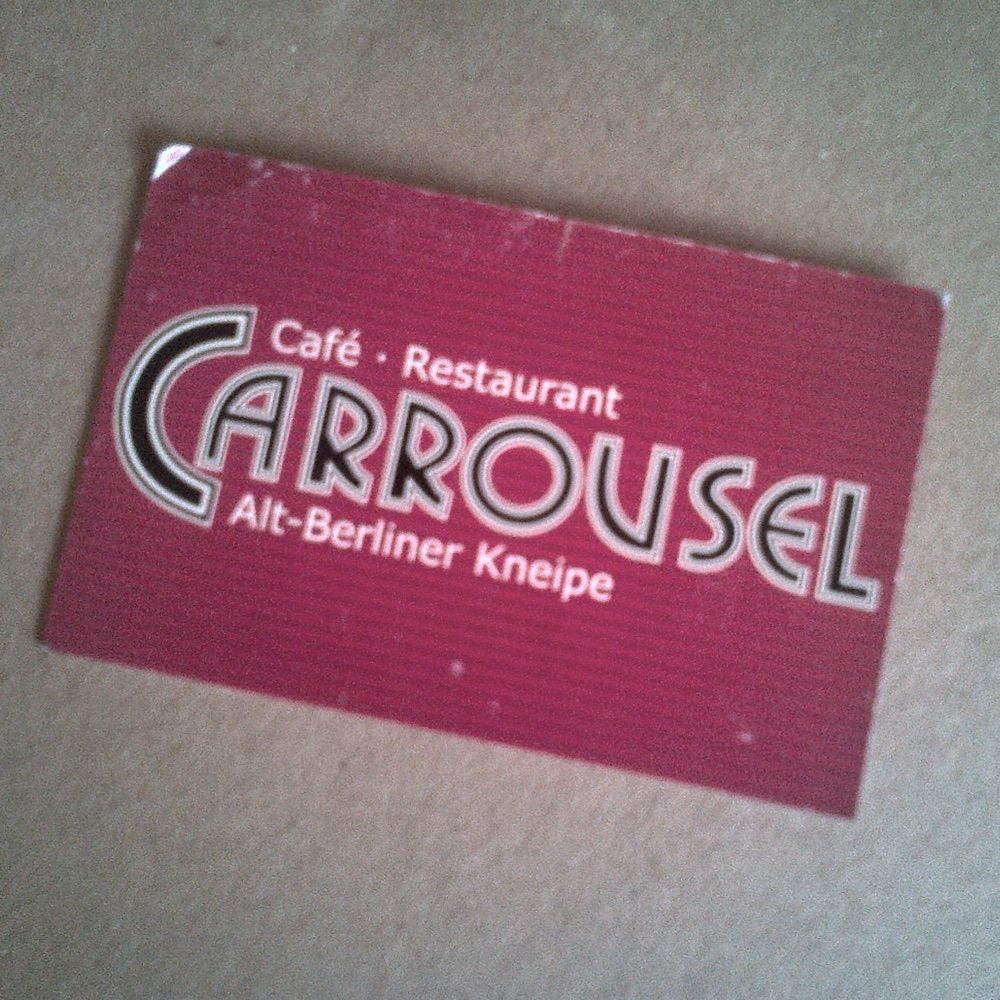 Café · Restaurant
CARROUSEL
Alt-Berliner Kneipe